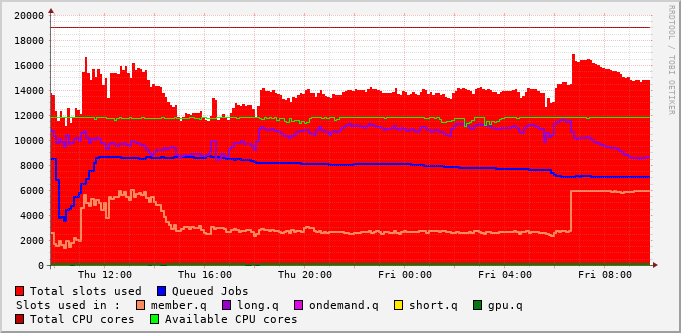 20000
18000
16000
14000
12000
10000
8000
6000
4000
2000
0
Thu 12:00 Thu 16:00 Thu 20:00 Fri 00:00 Fri 04:00 Fri 08:00
RRDTOOL / TOBI OETIKER
Total slots used Queued Jobs
Slots used in : member.q long.q ondemand.q short.q gpu.q
Total CPU cores Available CPU cores